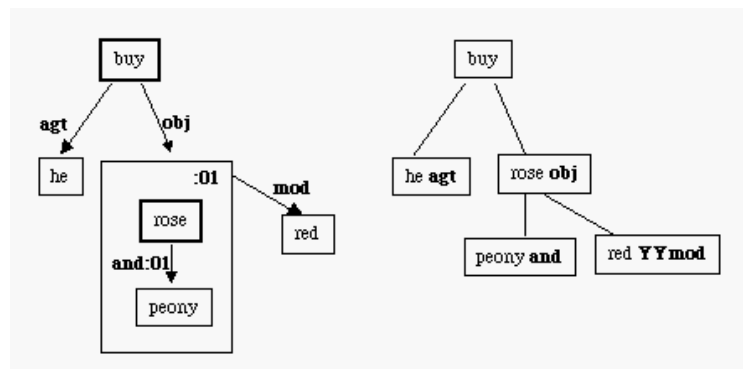 buy
agt
obj
he
:01
mod
rose
red
and:01
peony
buy
he agt
rose obj
peony and
red YYmod